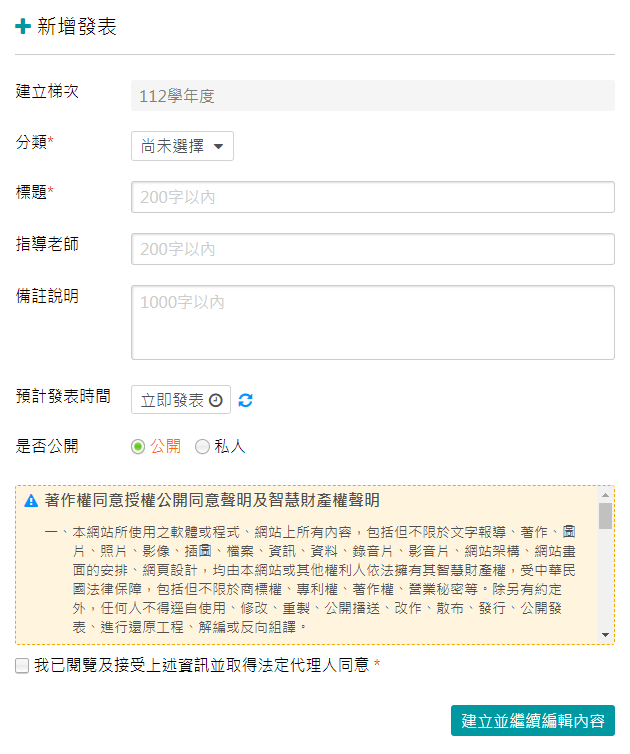 新增發表
建立梯次
112學年度
分類*
尚未選擇
標題*
200字以內
指導老師
200字以內
備註說明
1000字以內
預計發表時間
立即發表
是否公開
公開
私人
著作權同意授權公開同意聲明及智慧財產權聲明
一、本網站所使用之軟體或程式、網站上所有內容，包括但不限於文字報導、著作、圖
片、照片、影像、插圖、檔案、資訊、資料、錄音片、影音片、網站架構、網站畫
面的安排、網頁設計，均由本網站或其他權利人依法擁有其智慧財產權，受中華民
國法律保障，包括但不限於商標權、專利權、著作權、營業秘密等。除另有約定
外，任何人不得逕自使用、修改、重製、公開播送、改作、散布、發行、公開發
表、進行還原工程、解編或反向組譯。
我已閱覽及接受上述資訊並取得法定代理人同意 *
建立並繼續編輯內容